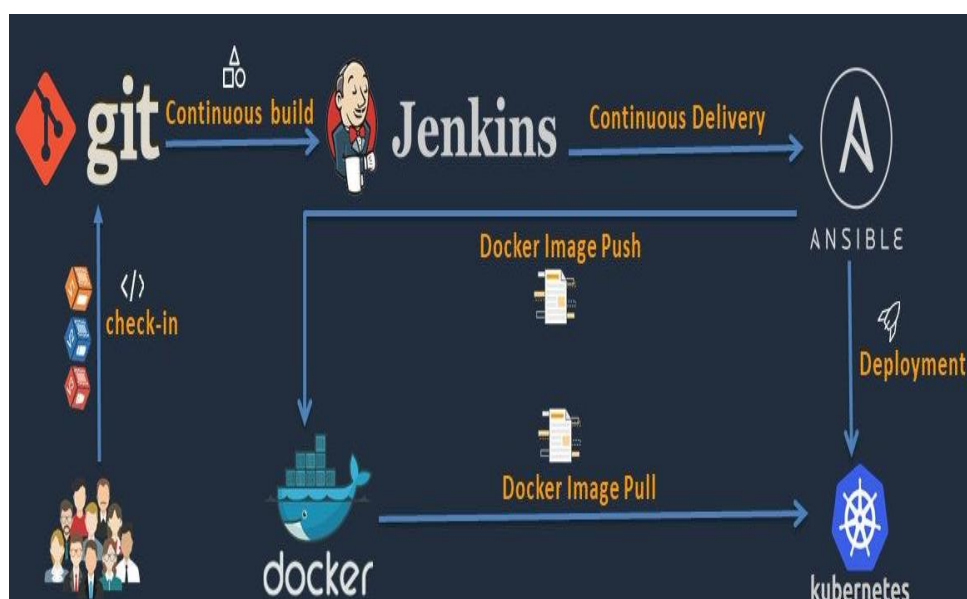 git
Continuous build
Jenkins
Continuous Delivery
ANSIBLE
Docker Image Push
</>
check-in
Deployment
Docker Image Pull
docker
kubernetes